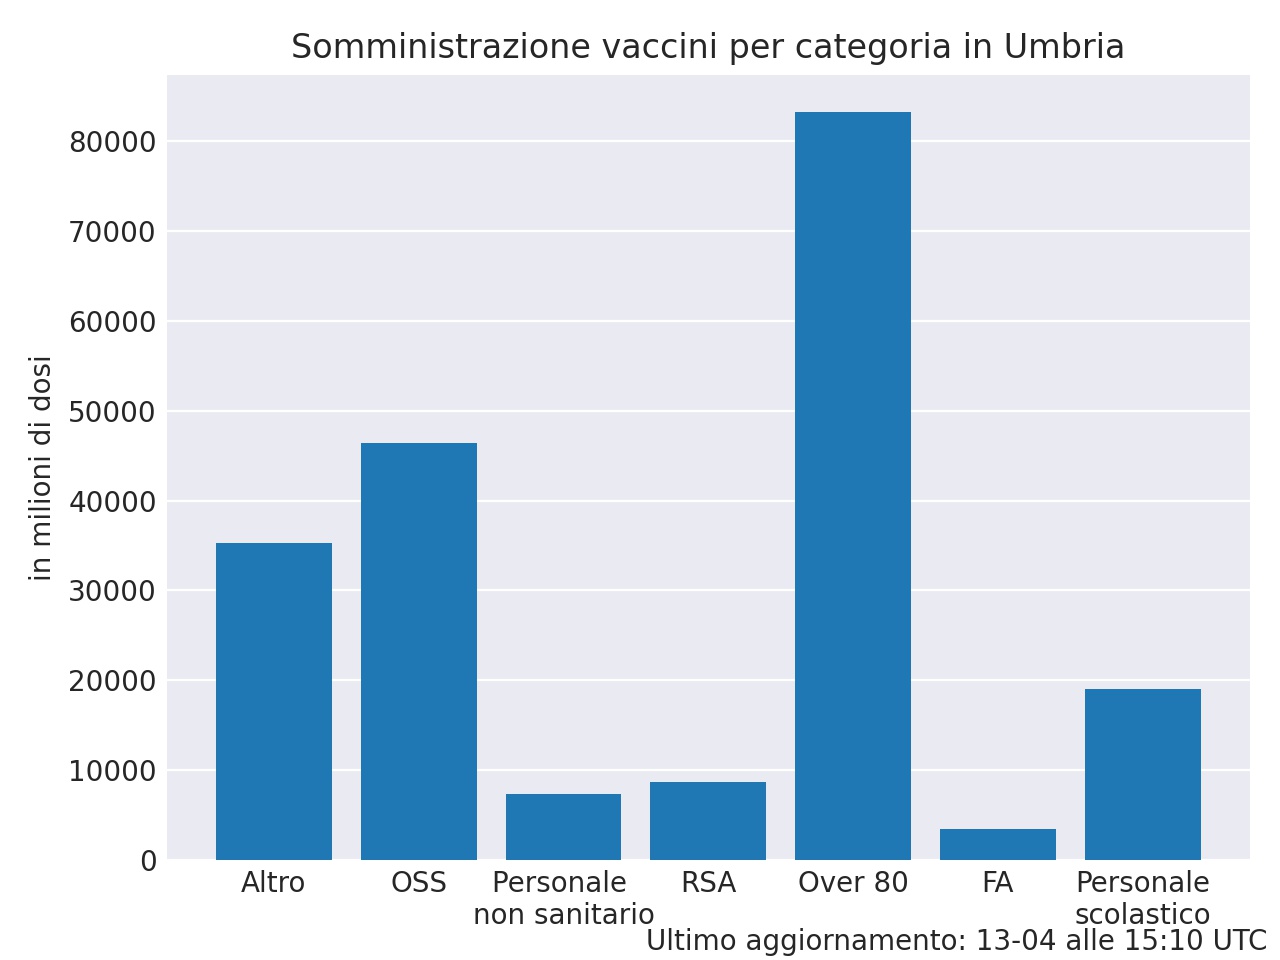 Somministrazione vaccini per categoria in Umbria
in milioni di dosi
80000
70000
60000
50000
40000
30000
20000
10000
0
Altro
OSS
Personale
non sanitario
RSA
Over 80
FA
Personale
scolastico
Ultimo aggiornamento: 13-04 alle 15:10 UTC